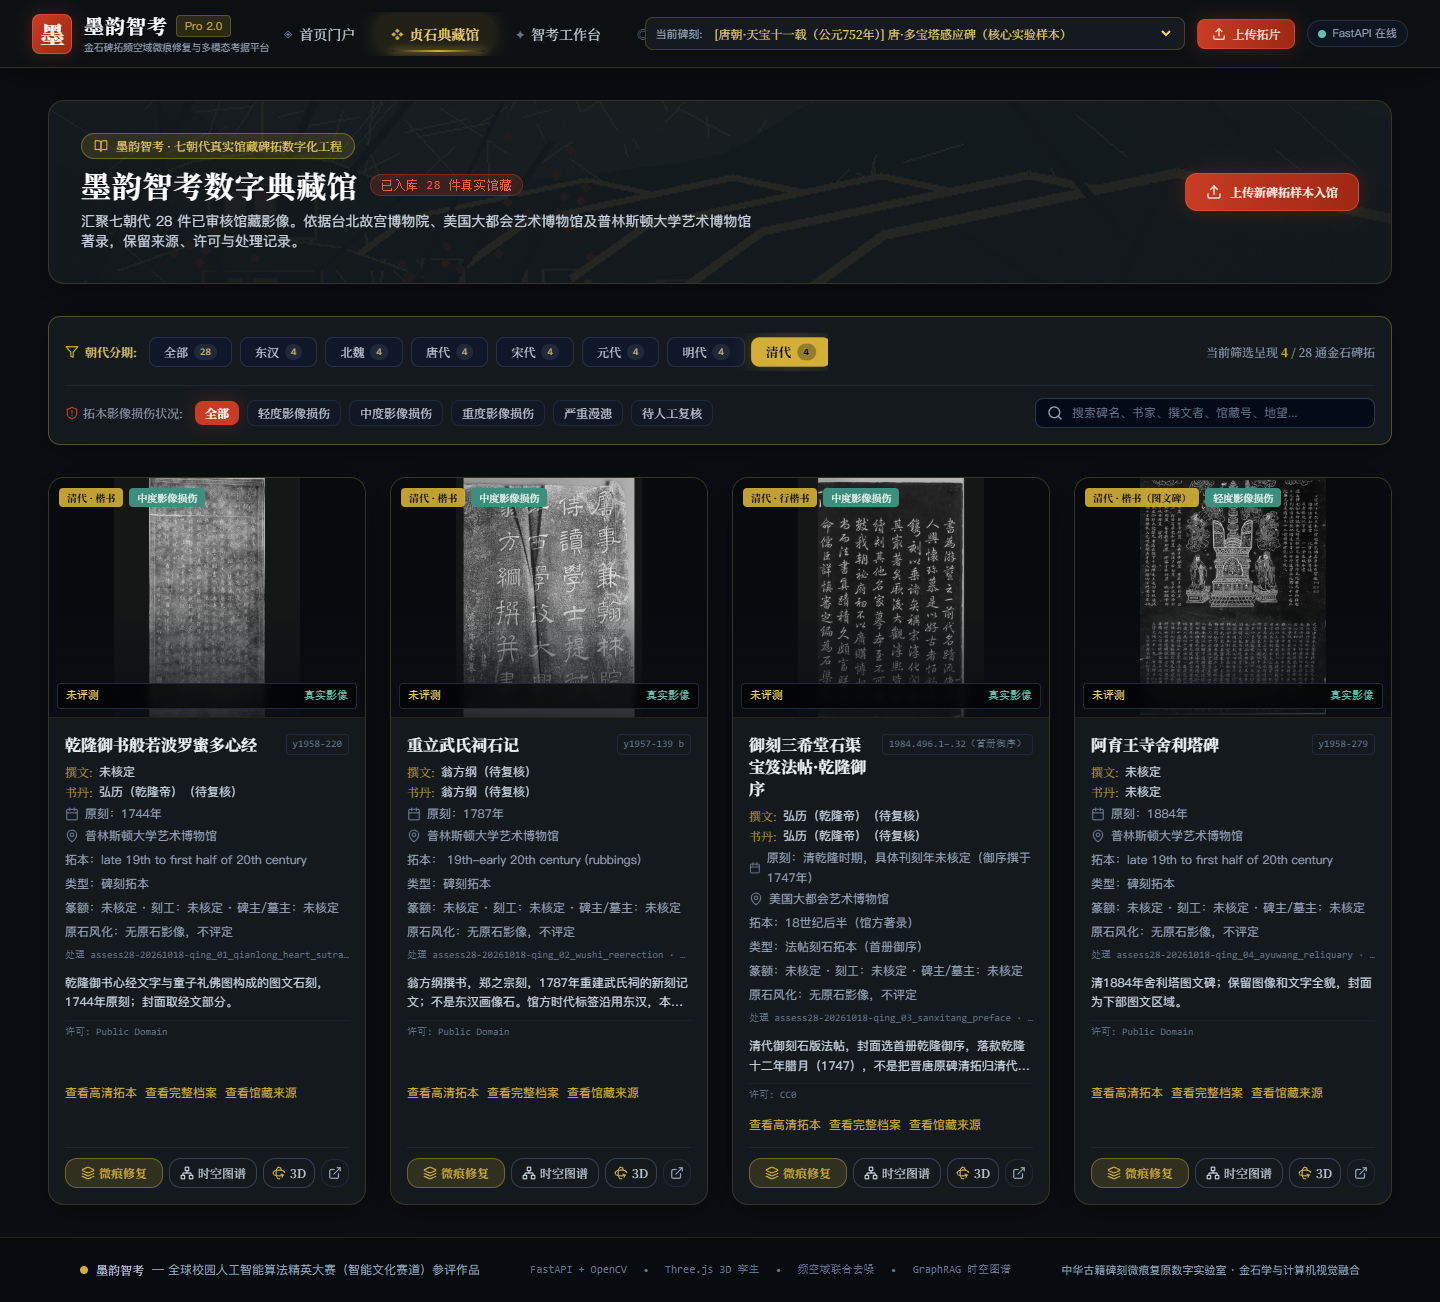 墨 墨韵智考 Pro 2.0
金石碑拓频空域微痕修复与多模态考据平台
首页门户 贞石典藏馆 智考工作台
当前碑刻: [唐朝·天宝十一载（公元752年)] 唐·多宝塔感应碑（核心实验样本）
上传拓片 FastAPI 在线
墨韵智考 · 七朝代真实馆藏碑拓数字化工程
墨韵智考数字典藏馆 已入库 28 件真实馆藏
汇聚七朝代 28 件已审核馆藏影像。依据台北故宫博物院、美国大都会艺术博物馆及普林斯顿大学艺术博物馆
著录，保留来源、许可与处理记录。
上传新碑拓样本入馆
朝代分期: 全部 28 东汉 4 北魏 4 唐代 4 宋代 4 元代 4 明代 4 清代 4
当前筛选呈现 4 / 28 通金石碑拓
拓本影像损伤状况: 全部 轻度影像损伤 中度影像损伤 重度影像损伤 严重漫漶 待人工复核
搜索碑名、书家、撰文者、馆藏号、地望...
清代 · 楷书 中度影像损伤
未评测 真实影像
乾隆御书般若波罗蜜多心经 y1958-220
撰文: 未核定
书丹: 弘历（乾隆帝）（待复核）
原刻：1744年
普林斯顿大学艺术博物馆
拓本：late 19th to first half of 20th century
类型：碑刻拓本
篆额：未核定 · 刻工：未核定 · 碑主/墓主：未核定
原石风化：无原石影像，不评定
处理 assess28-20261018-qing_01_qianlong_heart_sutra…
乾隆御书心经文字与童子礼佛图构成的图文石刻，
1744年原刻；封面取经文部分。
许可: Public Domain
查看高清拓本 查看完整档案 查看馆藏来源
微痕修复 时空图谱 3D
清代 · 楷书 中度影像损伤
未评测 真实影像
重立武氏祠石记 y1957-139 b
撰文: 翁方纲（待复核）
书丹: 翁方纲（待复核）
原刻：1787年
普林斯顿大学艺术博物馆
拓本： 19th–early 20th century (rubbings)
类型：碑刻拓本
篆额：未核定 · 刻工：未核定 · 碑主/墓主：未核定
原石风化：无原石影像，不评定
处理 assess28-20261018-qing_02_wushi_reerection · …
翁方纲撰书，郑之宗刻，1787年重建武氏祠的新刻记
文；不是东汉画像石。馆方时代标签沿用东汉，本…
许可: Public Domain
查看高清拓本 查看完整档案 查看馆藏来源
微痕修复 时空图谱 3D
清代 · 行楷书 中度影像损伤
未评测 真实影像
御刻三希堂石渠
宝笈法帖·乾隆御
序
1984.496.1–.32（首册御序）
撰文: 弘历（乾隆帝）（待复核）
书丹: 弘历（乾隆帝）（待复核）
原刻：清乾隆时期，具体刊刻年未核定（御序撰于
1747年）
美国大都会艺术博物馆
拓本：18世纪后半（馆方著录）
类型：法帖刻石拓本（首册御序）
篆额：未核定 · 刻工：未核定 · 碑主/墓主：未核定
原石风化：无原石影像，不评定
处理 assess28-20261018-qing_03_sanxitang_preface · …
清代御刻石版法帖，封面选首册乾隆御序，落款乾隆
十二年腊月（1747），不是把晋唐原碑清拓归清代…
许可: CC0
查看高清拓本 查看完整档案 查看馆藏来源
微痕修复 时空图谱 3D
清代 · 楷书（图文碑） 轻度影像损伤
未评测 真实影像
阿育王寺舍利塔碑 y1958-279
撰文: 未核定
书丹: 未核定
原刻：1884年
普林斯顿大学艺术博物馆
拓本：late 19th to first half of 20th century
类型：碑刻拓本
篆额：未核定 · 刻工：未核定 · 碑主/墓主：未核定
原石风化：无原石影像，不评定
处理 assess28-20261018-qing_04_ayuwang_reliquary · …
清1884年舍利塔图文碑；保留图像和文字全貌，封面
为下部图文区域。
许可: Public Domain
查看高清拓本 查看完整档案 查看馆藏来源
微痕修复 时空图谱 3D
墨韵智考 — 全球校园人工智能算法精英大赛（智能文化赛道）参评作品
FastAPI + OpenCV • Three.js 3D 孪生 • 频空域联合去噪 • GraphRAG 时空图谱
中华古籍碑刻微痕复原数字实验室 · 金石学与计算机视觉融合